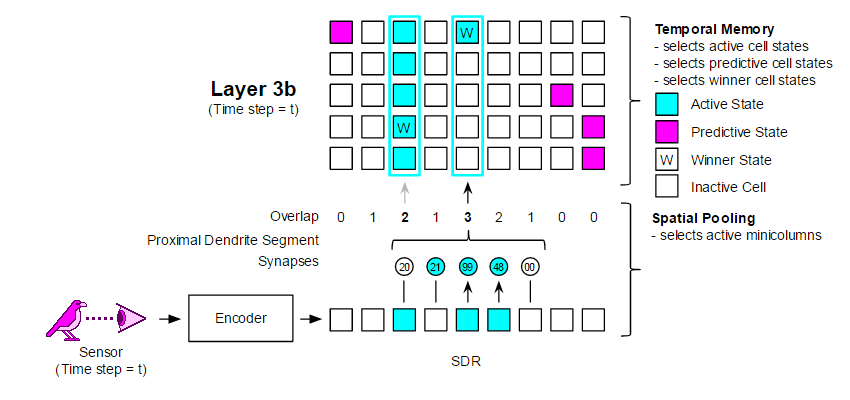 W
Layer 3b
(Time step = t)
W
Temporal Memory
- selects active cell states
- selects predictive cell states
- selects winner cell states
Active State
Predictive State
W Winner State
Inactive Cell
Overlap 0 1 2 1 3 2 1 0 0
Proximal Dendrite Segment
Synapses 20 21 99 48 00
Spatial Pooling
- selects active minicolumns
Encoder
Sensor
(Time step = t)
SDR